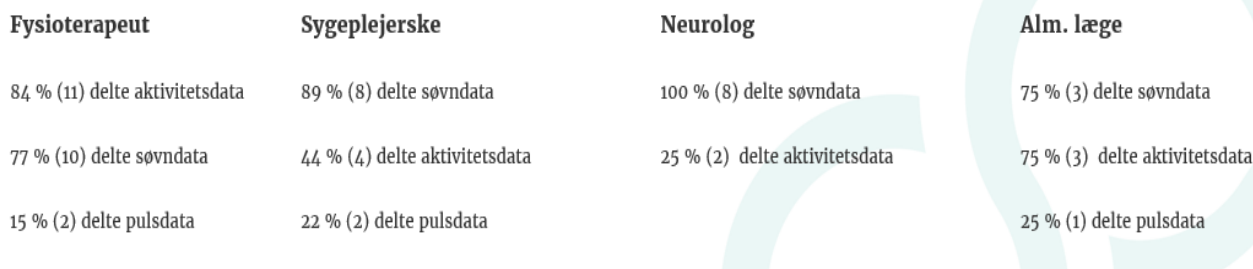 Fysioterapeut
84 % (11) delte aktivitetsdata
77 % (10) delte søvndata
15 % (2) delte pulsdata
Sygeplejerske
89 % (8) delte søvndata
44 % (4) delte aktivitetsdata
22 % (2) delte pulsdata
Neurolog
100 % (8) delte søvndata
25 % (2) delte aktivitetsdata
Alm. læge
75 % (3) delte søvndata
75 % (3) delte aktivitetsdata
25 % (1) delte pulsdata